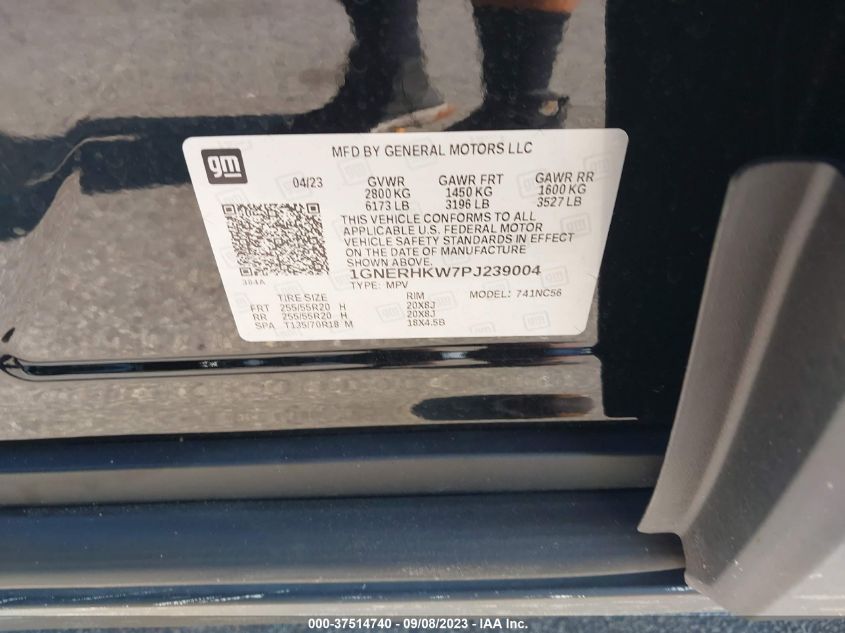 gm
MFD BY GENERAL MOTORS LLC
04/23 GVWR GAWR FRT GAWR RR
2800 KG 1450 KG 1600 KG
6173 LB 3196 LB 3527 LB
THIS VEHICLE CONFORMS TO ALL
APPLICABLE U.S. FEDERAL MOTOR
VEHICLE SAFETY STANDARDS IN EFFECT
ON THE DATE OF MANUFACTURE
SHOWN ABOVE.
384A
1GNERHKW7PJ239004
TYPE: MPV MODEL: 741NC56
TIRE SIZE RIM
FRT 255/55R20 H 20X8J
RR 255/55R20 H 20X8J
SPA T135/70R18 M 18X4.5B
000-37514740 - 09/08/2023 - IAA Inc.